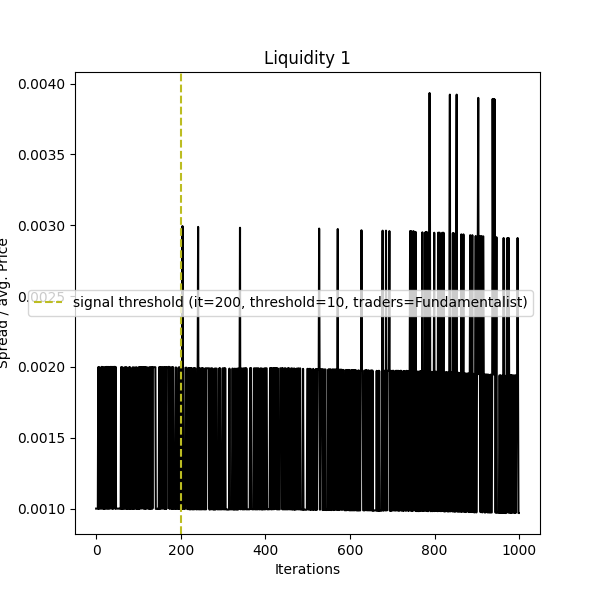 Liquidity 1
Spread / avg. Price
0.0040
0.0035
0.0030
0.0025
0.0020
0.0015
0.0010
signal threshold (it=200, threshold=10, traders=Fundamentalist)
0 200 400 600 800 1000
Iterations